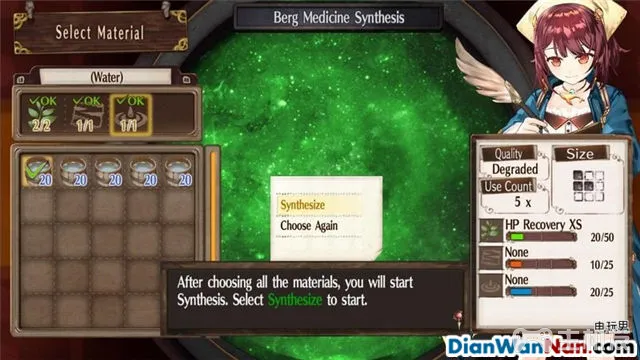 Select Material
Berg Medicine Synthesis
(Water)
OK OK OK
2/2 1/1 1/1
20 20 20 20 20
Synthesize
Choose Again
After choosing all the materials, you will start
Synthesis. Select Synthesize to start.
Quality
Degraded
Use Count
5 x
Size
HP Recovery XS
20/50
None
10/25
None
20/25
电玩男
DianWanNan.com